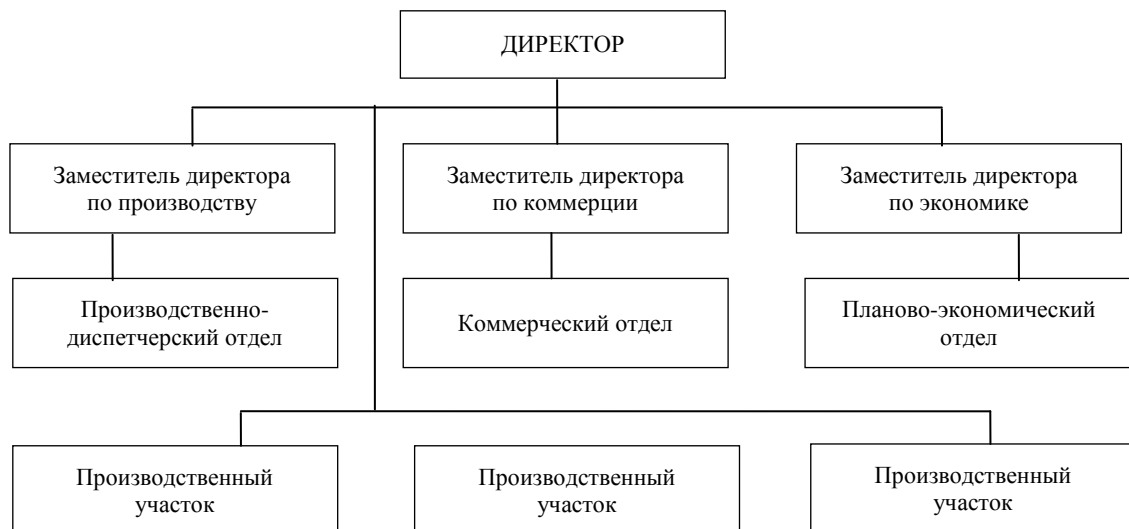 ДИРЕКТОР
Заместитель директора
по производству
Заместитель директора
по коммерции
Заместитель директора
по экономике
Производственно-
диспетчерский отдел
Коммерческий отдел
Планово-экономический
отдел
Производственный
участок
Производственный
участок
Производственный
участок